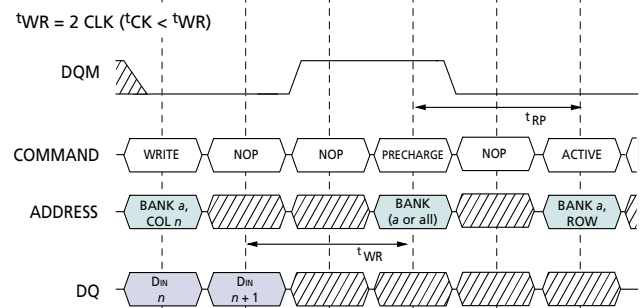 tWR = 2 CLK (tCK < tWR)
DQM
tRP
COMMAND WRITE NOP NOP PRECHARGE NOP ACTIVE
ADDRESS BANK a, COL n BANK (a or all) BANK a, ROW
tWR
DQ DIN n DIN n + 1